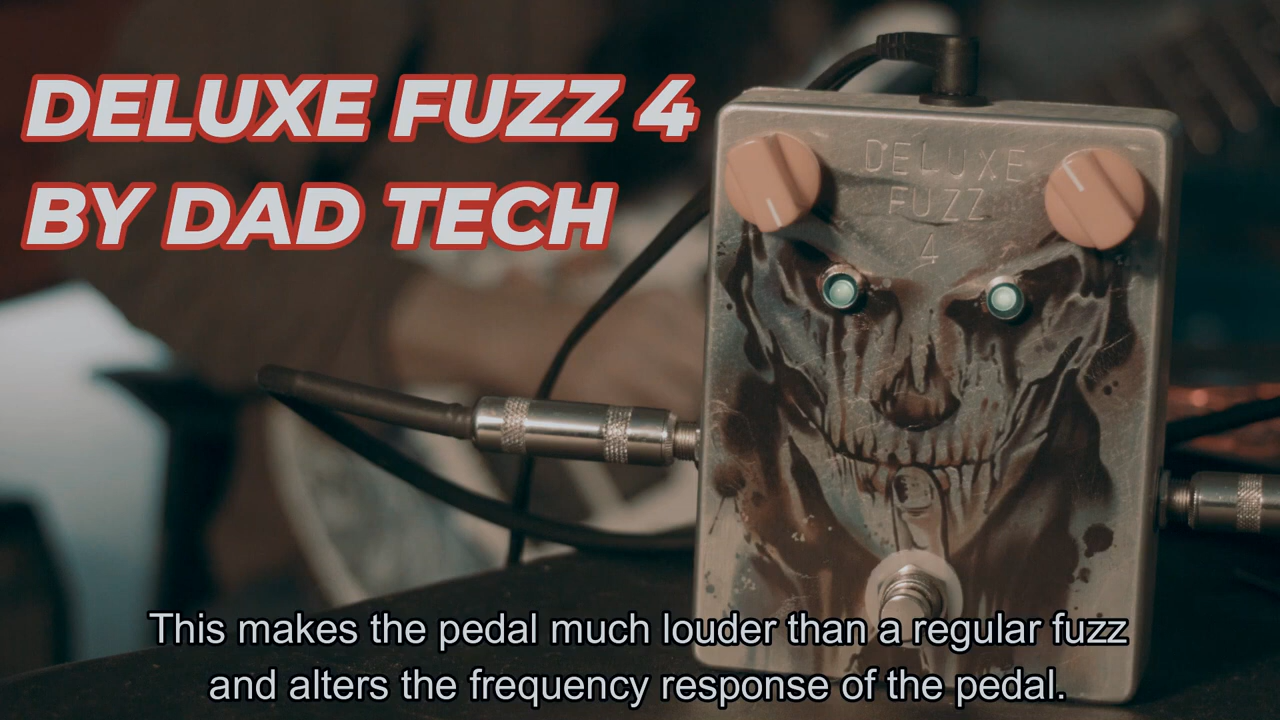 DELUXE FUZZ 4
BY DAD TECH
DELUXE
FUZZ
4
This makes the pedal much louder than a regular fuzz
and alters the frequency response of the pedal.